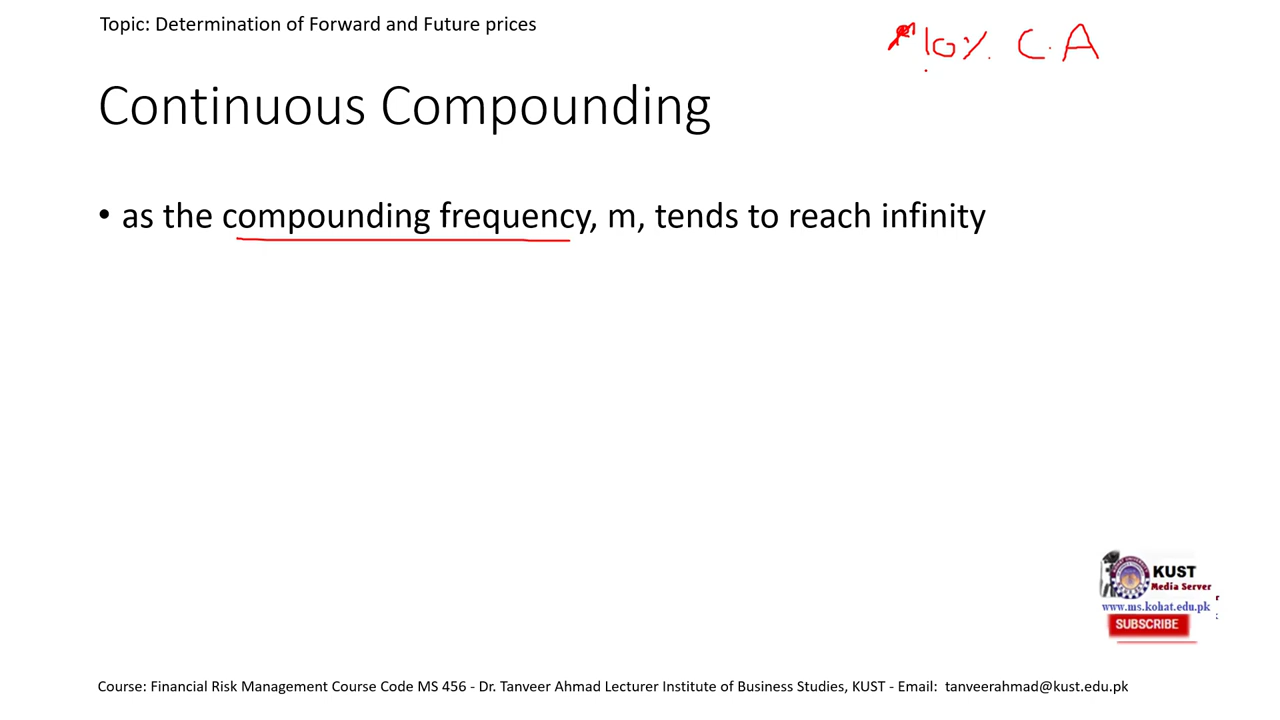 Topic: Determination of Forward and Future prices
10% C.A
Continuous Compounding
• as the compounding frequency, m, tends to reach infinity
KUST
Media Server
www.ms.kohat.edu.pk
SUBSCRIBE
Course: Financial Risk Management Course Code MS 456 - Dr. Tanveer Ahmad Lecturer Institute of Business Studies, KUST - Email: tanveerahmad@kust.edu.pk